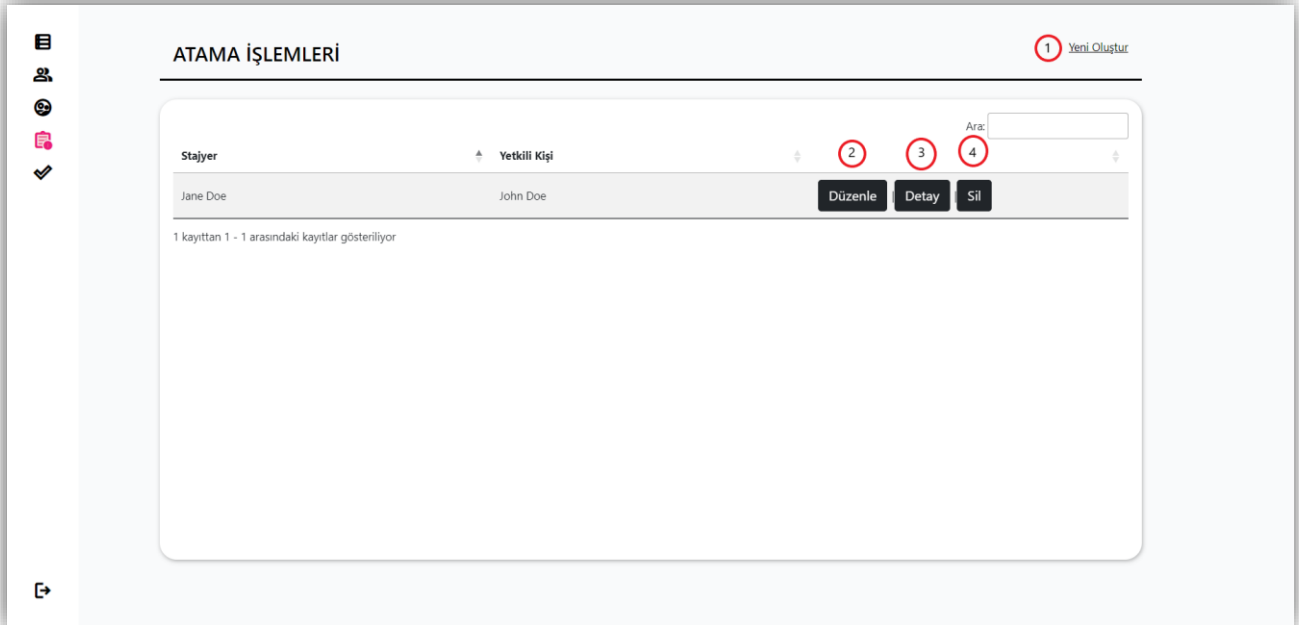 ATAMA İŞLEMLERİ
1 Yeni Oluştur
Ara:
Stajyer Yetkili Kişi 2 3 4
Jane Doe John Doe Düzenle | Detay | Sil
1 kayıttan 1 - 1 arasındaki kayıtlar gösteriliyor